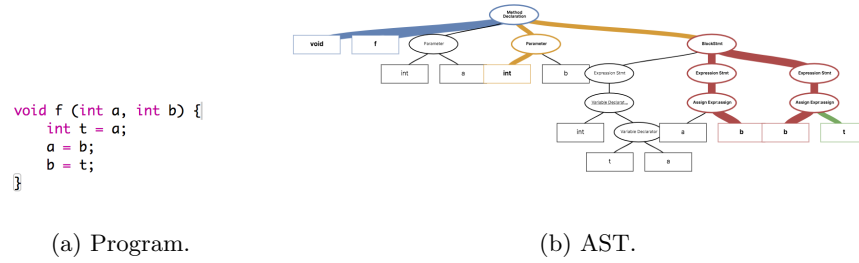 Method
Declaration
void
f
Parameter
Parameter
BlockStmt
int
a
int
b
Expression Stmt
Expression Stmt
Expression Stmt
Variable Declarat...
Assign Expr:assign
Assign Expr:assign
int
Variable Declarator
a
b
b
t
t
a
void f (int a, int b) {
int t = a;
a = b;
b = t;
}
(a) Program.
(b) AST.